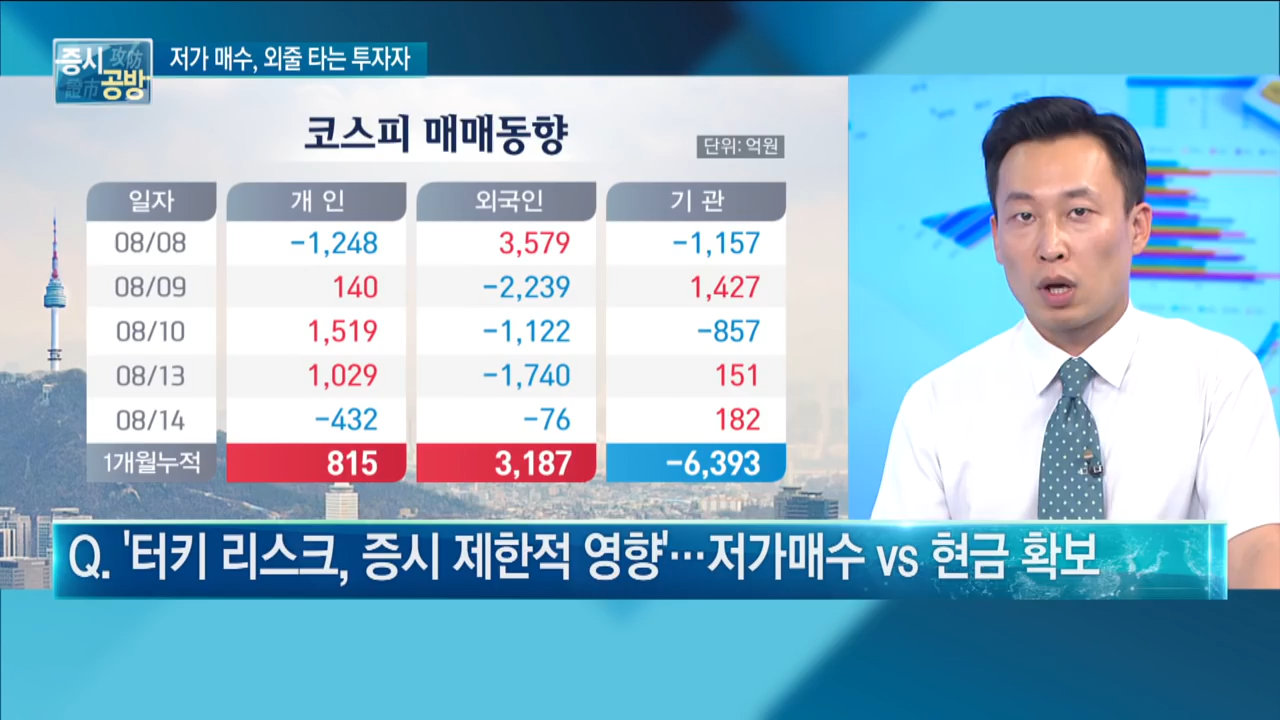 증시 攻防
證市 공방
저가 매수, 외줄 타는 투자자
코스피 매매동향
단위: 억원
일자 개 인 외국인 기 관
08/08 -1,248 3,579 -1,157
08/09 140 -2,239 1,427
08/10 1,519 -1,122 -857
08/13 1,029 -1,740 151
08/14 -432 -76 182
1개월누적 815 3,187 -6,393
Q. '터키 리스크, 증시 제한적 영향'…저가매수 vs 현금 확보